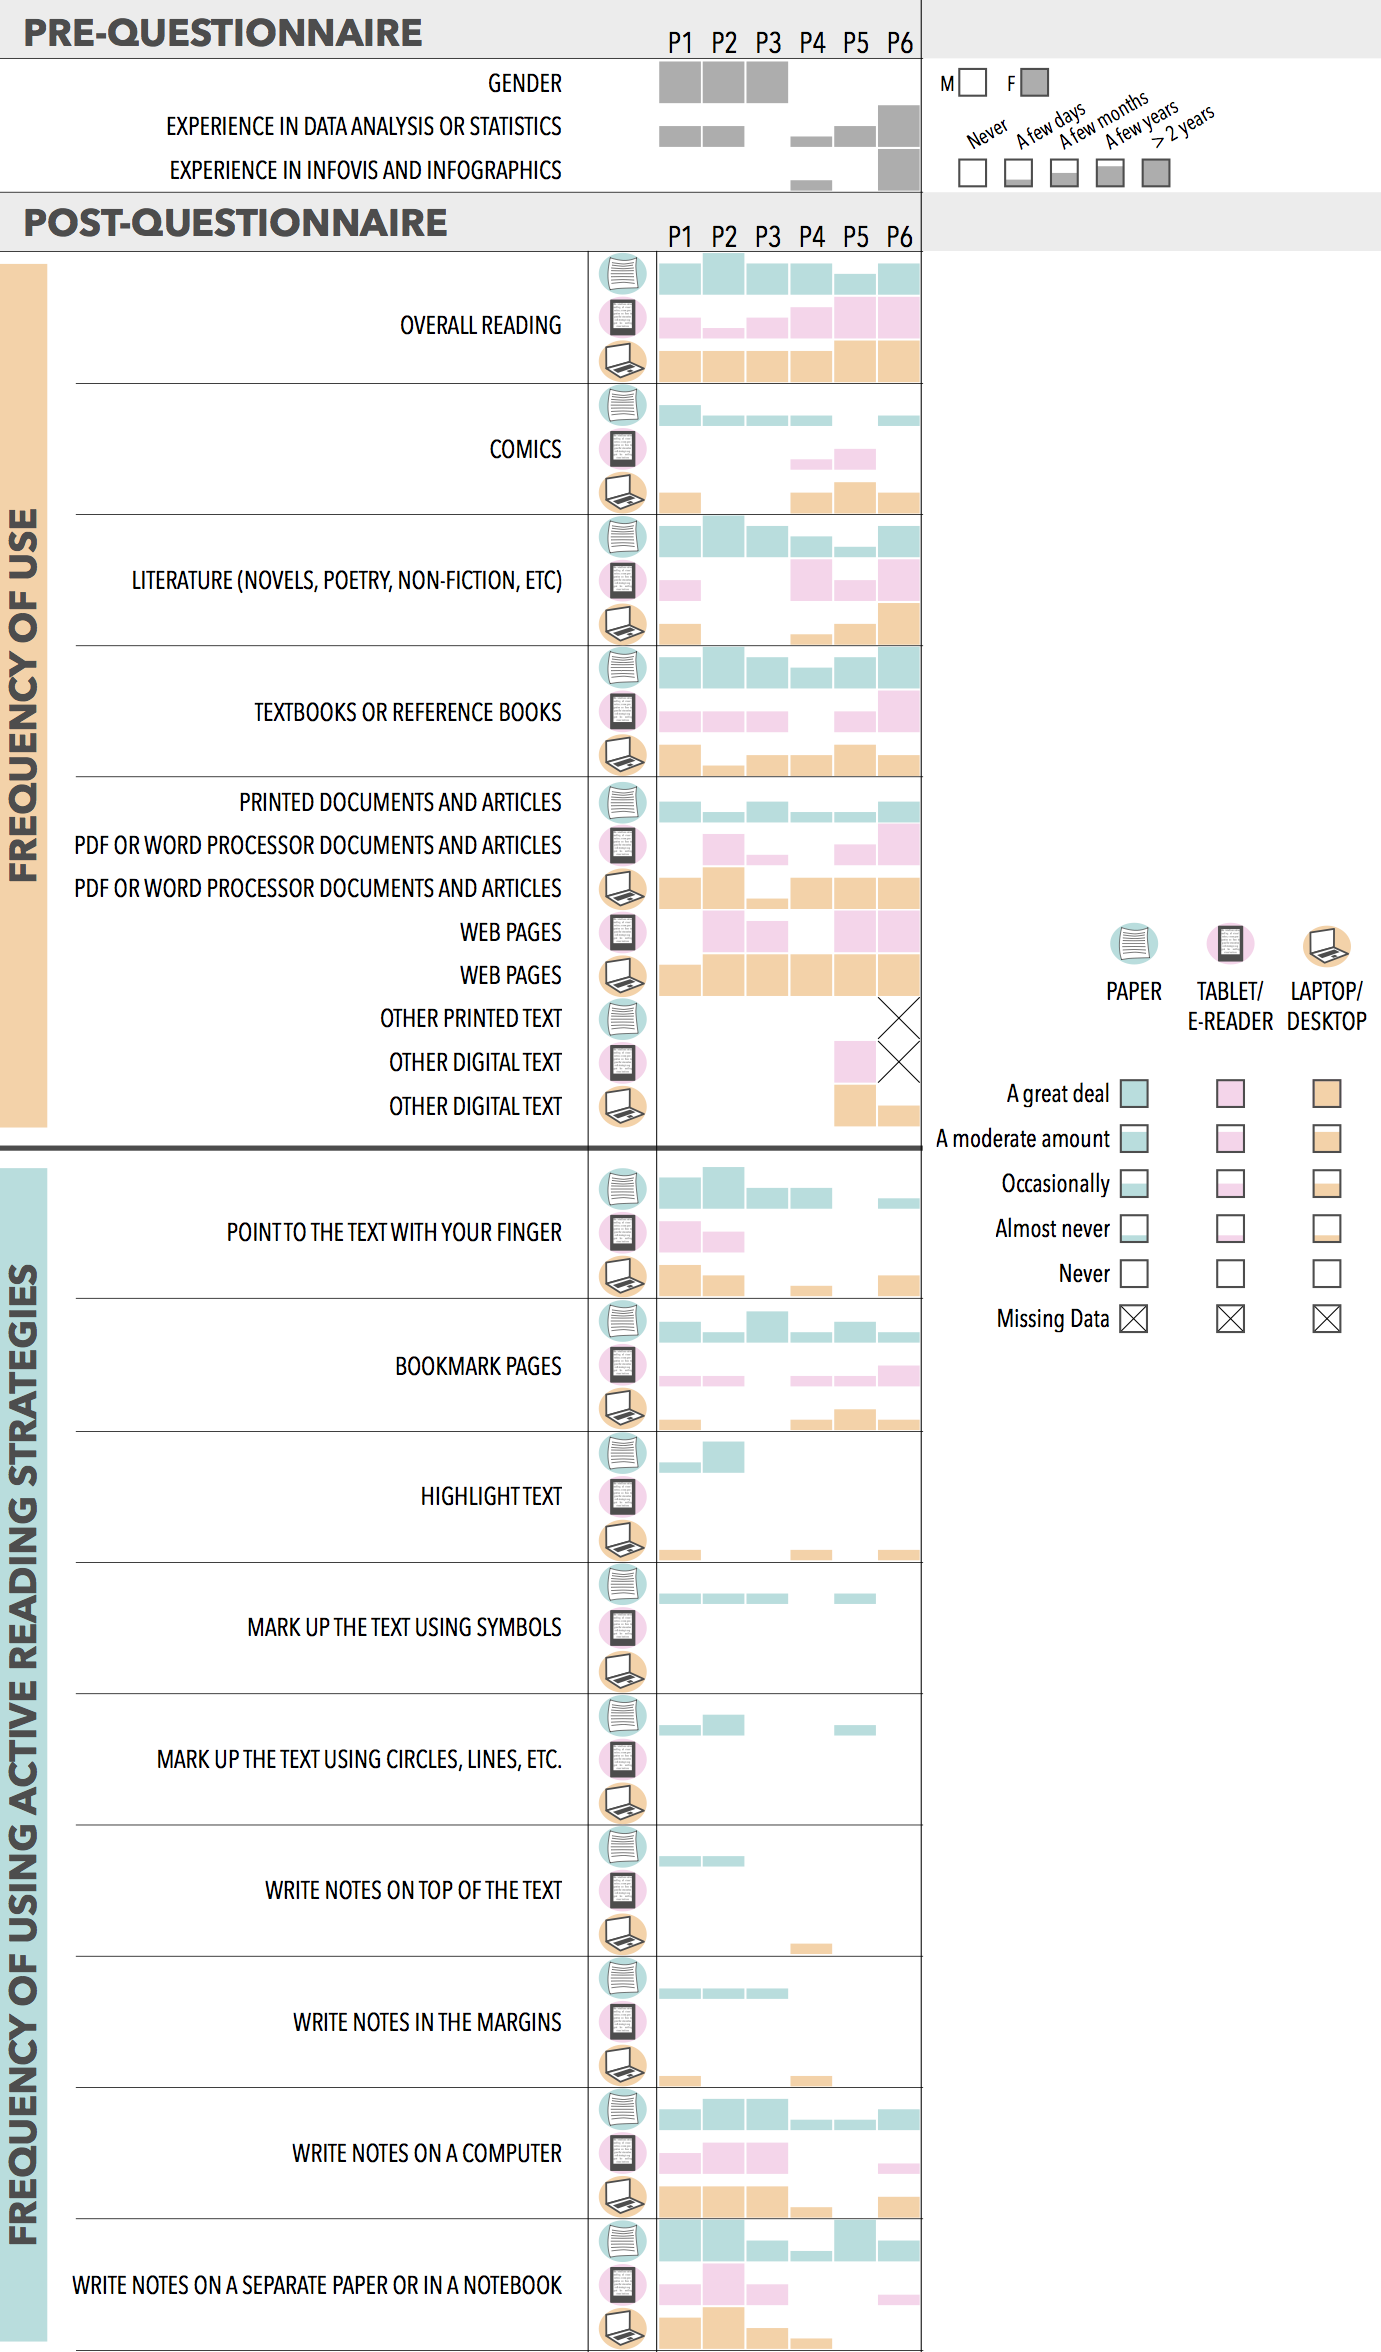 PRE-QUESTIONNAIRE
P1 P2 P3 P4 P5 P6
GENDER
M F
EXPERIENCE IN DATA ANALYSIS OR STATISTICS
Never A few days A few months A few years > 2 years
EXPERIENCE IN INFOVIS AND INFOGRAPHICS
POST-QUESTIONNAIRE
P1 P2 P3 P4 P5 P6
FREQUENCY OF USE
OVERALL READING
COMICS
LITERATURE (NOVELS, POETRY, NON-FICTION, ETC)
TEXTBOOKS OR REFERENCE BOOKS
PRINTED DOCUMENTS AND ARTICLES
PDF OR WORD PROCESSOR DOCUMENTS AND ARTICLES
PDF OR WORD PROCESSOR DOCUMENTS AND ARTICLES
WEB PAGES
WEB PAGES
OTHER PRINTED TEXT
OTHER DIGITAL TEXT
OTHER DIGITAL TEXT
PAPER TABLET/ LAPTOP/
E-READER DESKTOP
A great deal
A moderate amount
Occasionally
Almost never
Never
Missing Data
FREQUENCY OF USING ACTIVE READING STRATEGIES
POINT TO THE TEXT WITH YOUR FINGER
BOOKMARK PAGES
HIGHLIGHT TEXT
MARK UP THE TEXT USING SYMBOLS
MARK UP THE TEXT USING CIRCLES, LINES, ETC.
WRITE NOTES ON TOP OF THE TEXT
WRITE NOTES IN THE MARGINS
WRITE NOTES ON A COMPUTER
WRITE NOTES ON A SEPARATE PAPER OR IN A NOTEBOOK